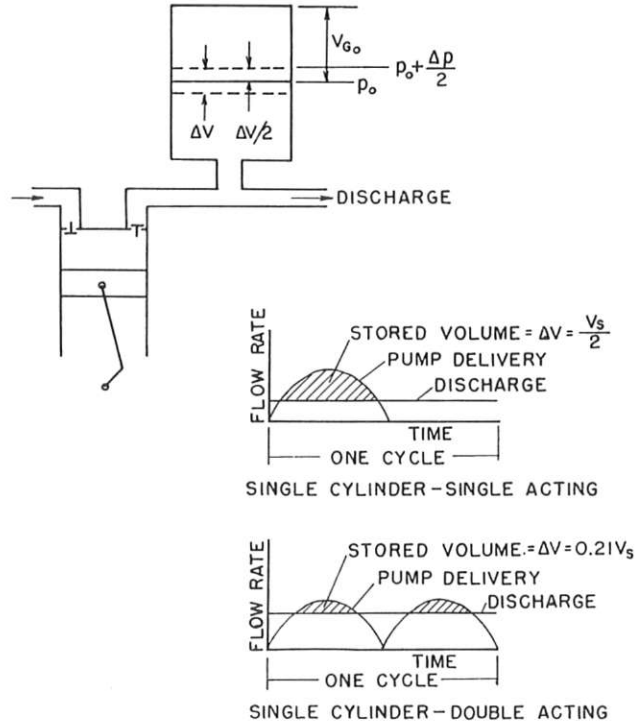 V_Go
p_o + Δp/2
p_o
ΔV
ΔV/2
DISCHARGE
STORED VOLUME = ΔV = V_s/2
PUMP DELIVERY
DISCHARGE
FLOW RATE
TIME
ONE CYCLE
SINGLE CYLINDER – SINGLE ACTING
STORED VOLUME.= ΔV = 0.21V_s
PUMP DELIVERY
DISCHARGE
FLOW RATE
TIME
ONE CYCLE
SINGLE CYLINDER – DOUBLE ACTING